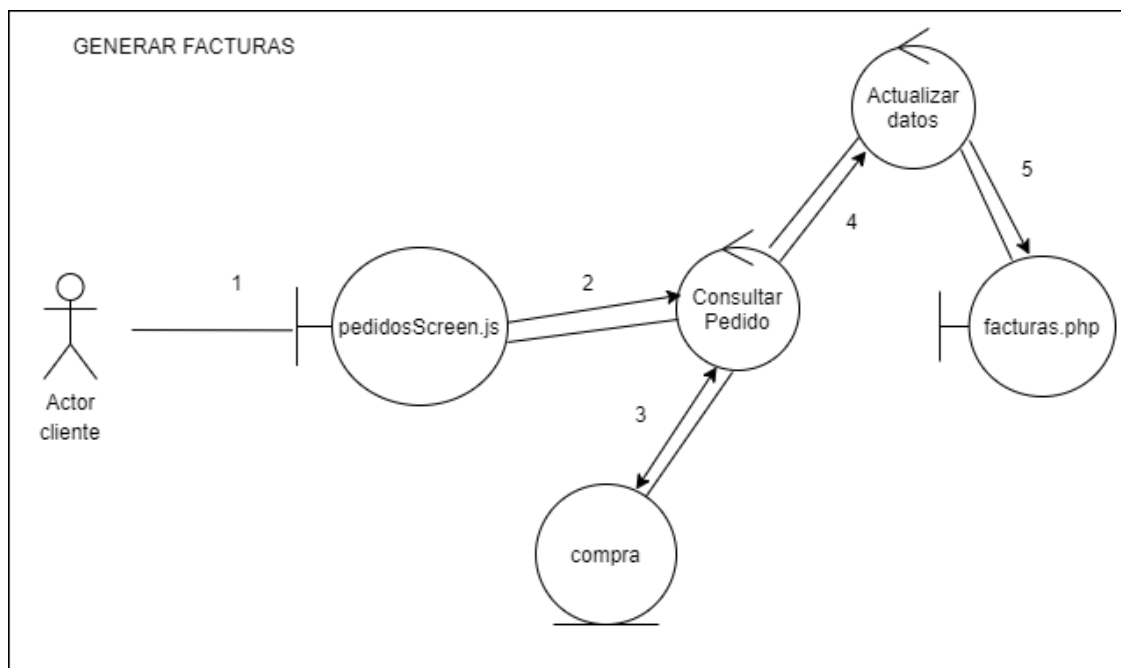 GENERAR FACTURAS
Actualizar
datos
5
4
1
2
Consultar
Pedido
pedidosScreen.js
facturas.php
Actor
cliente
3
compra